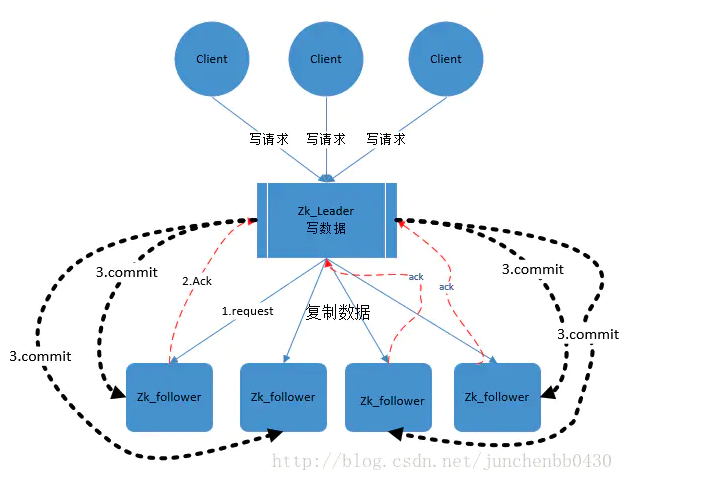 Client
Client
Client
写请求
写请求
写请求
Zk_Leader
写数据
3.commit
3.commit
2.Ack
ack
ack
1.request
复制数据
3.commit
3.commit
Zk_follower
Zk_follower
Zk_follower
Zk_follower
http://blog.csdn.net/junchenbb0430